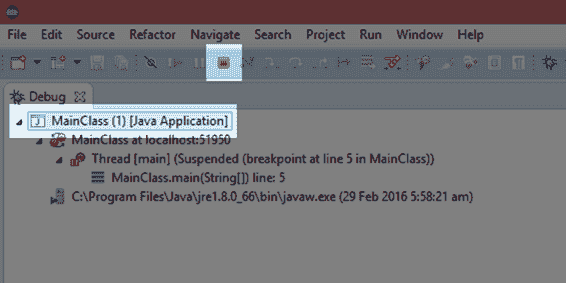 File Edit Source Refactor Navigate Search Project Run Window Help
Debug
MainClass (1) [Java Application]
MainClass at localhost:51950
Thread [main] (Suspended (breakpoint at line 5 in MainClass))
MainClass.main(String[]) line: 5
C:\Program Files\Java\jre1.8.0_66\bin\javaw.exe (29 Feb 2016 5:58:21 am)